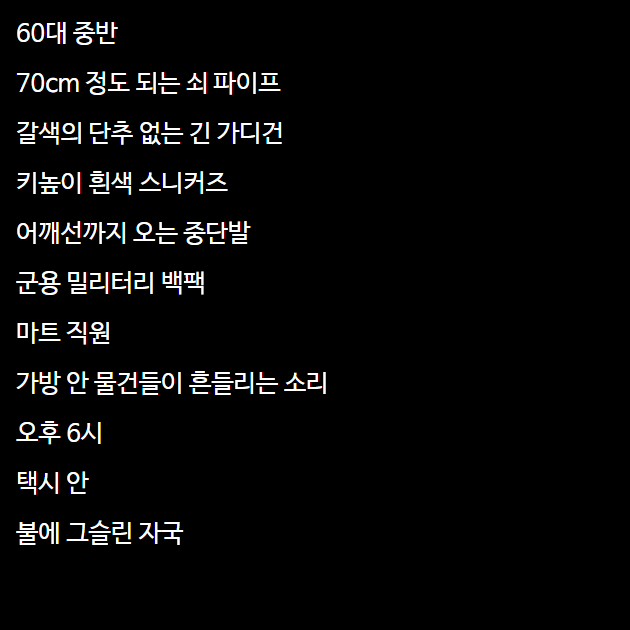 60대 중반
70cm 정도 되는 쇠 파이프
갈색의 단추 없는 긴 가디건
키높이 흰색 스니커즈
어깨선까지 오는 중단발
군용 밀리터리 백팩
마트 직원
가방 안 물건들이 흔들리는 소리
오후 6시
택시 안
불에 그슬린 자국